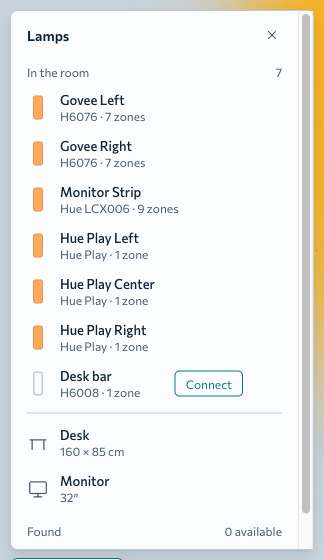 Lamps
In the room 7
Govee Left
H6076 · 7 zones
Govee Right
H6076 · 7 zones
Monitor Strip
Hue LCX006 · 9 zones
Hue Play Left
Hue Play · 1 zone
Hue Play Center
Hue Play · 1 zone
Hue Play Right
Hue Play · 1 zone
Desk bar
H6008 · 1 zone
Connect
Desk
160 × 85 cm
Monitor
32″
Found 0 available